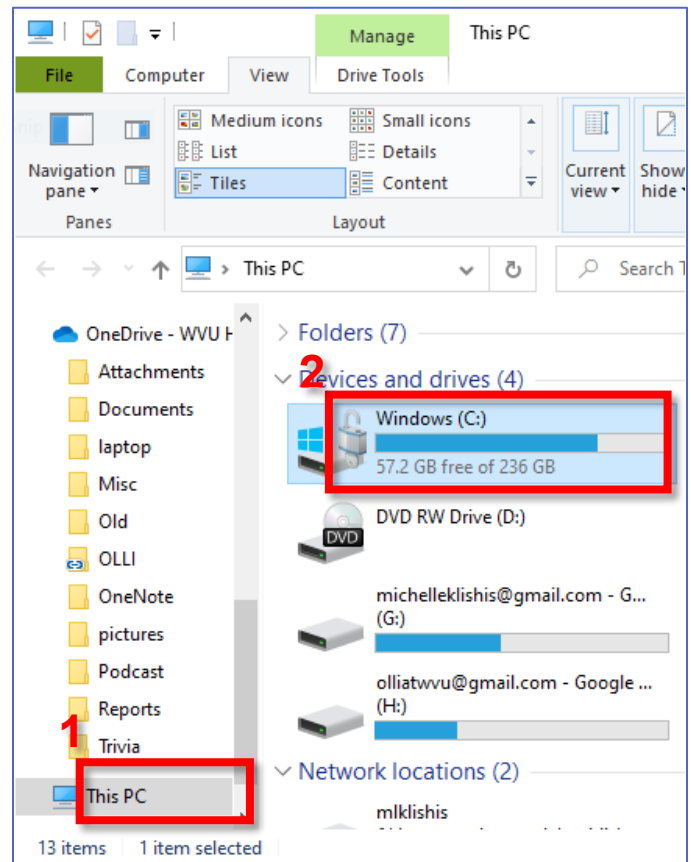 Manage This PC
File Computer View Drive Tools
Medium icons Small icons
List Details
Tiles Content
Navigation pane
Current view
Show hide
Panes Layout
This PC
Search
OneDrive - WVU
Attachments
Documents
laptop
Misc
Old
OLLI
OneNote
pictures
Podcast
Reports
1
Trivia
This PC
Folders (7)
2
Devices and drives (4)
Windows (C:)
57.2 GB free of 236 GB
DVD
DVD RW Drive (D:)
michelleklishis@gmail.com - G...
(G:)
olliatwvu@gmail.com - Google ...
(H:)
Network locations (2)
mlklishis
13 items 1 item selected